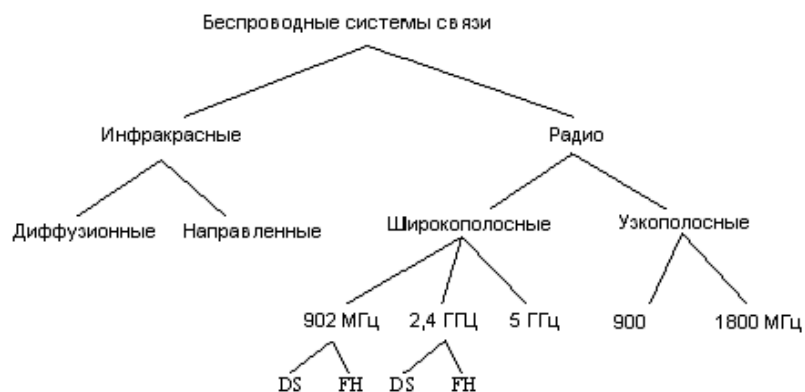 Беспроводные системы связи
Инфракрасные Радио
Диффузионные Направленные Широкополосные Узкополосные
902 МГц 2,4 ГГЦ 5 ГГц 900 1800 МГц
DS FH DS FH